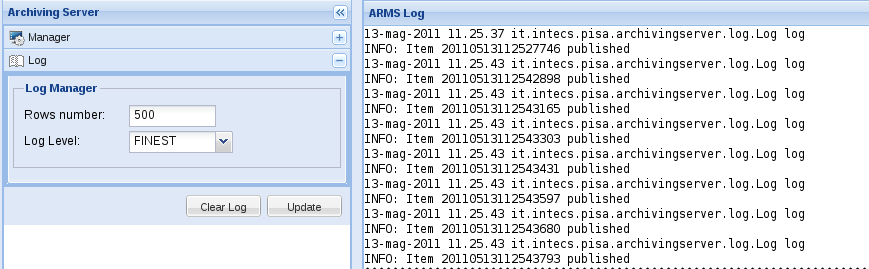 Archiving Server
Manager
Log
Log Manager
Rows number: 500
Log Level: FINEST
Clear Log Update
ARMS Log
13-mag-2011 11.25.37 it.intecs.pisa.archivingserver.log.Log log
INFO: Item 20110513112527746 published
13-mag-2011 11.25.43 it.intecs.pisa.archivingserver.log.Log log
INFO: Item 20110513112542898 published
13-mag-2011 11.25.43 it.intecs.pisa.archivingserver.log.Log log
INFO: Item 20110513112543165 published
13-mag-2011 11.25.43 it.intecs.pisa.archivingserver.log.Log log
INFO: Item 20110513112543303 published
13-mag-2011 11.25.43 it.intecs.pisa.archivingserver.log.Log log
INFO: Item 20110513112543431 published
13-mag-2011 11.25.43 it.intecs.pisa.archivingserver.log.Log log
INFO: Item 20110513112543597 published
13-mag-2011 11.25.43 it.intecs.pisa.archivingserver.log.Log log
INFO: Item 20110513112543680 published
13-mag-2011 11.25.43 it.intecs.pisa.archivingserver.log.Log log
INFO: Item 20110513112543793 published